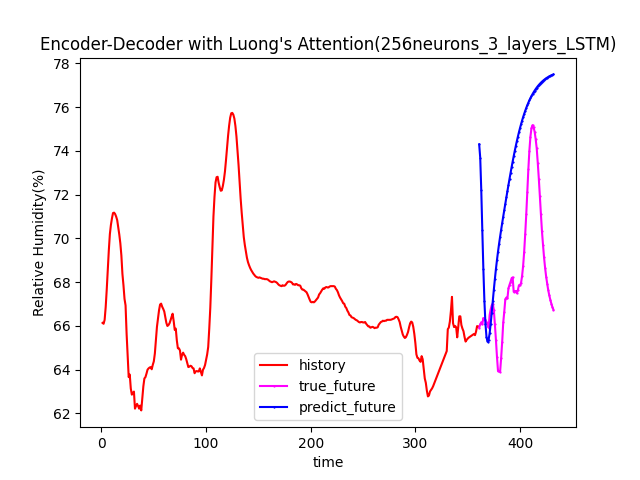 Encoder-Decoder with Luong's Attention(256neurons_3_layers_LSTM)
78
76
74
72
70
68
66
64
62
Relative Humidity(%)
history
true_future
predict_future
0
100
200
300
400
time